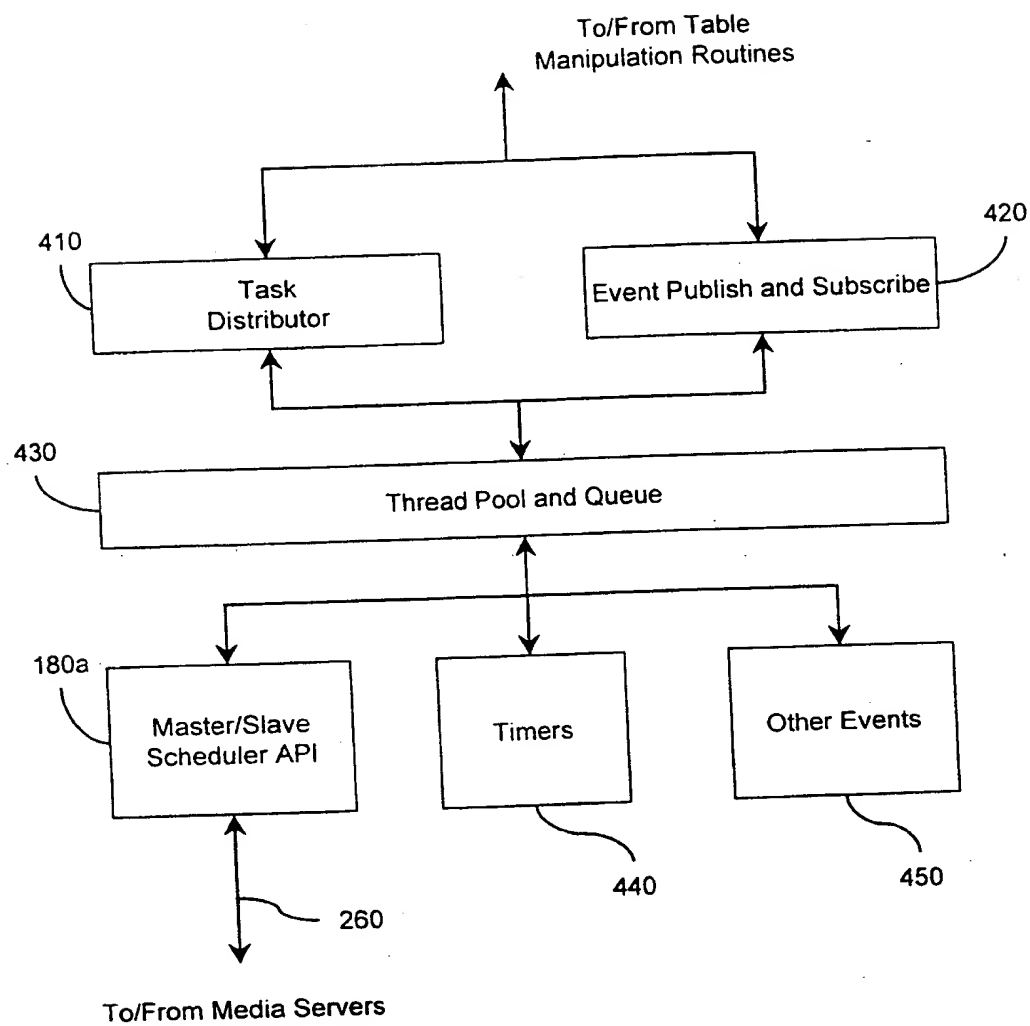 To/From Table
Manipulation Routines
410
420
Task
Distributor
Event Publish and Subscribe
430
Thread Pool and Queue
180a
Master/Slave
Scheduler API
Timers
Other Events
440
450
260
To/From Media Servers